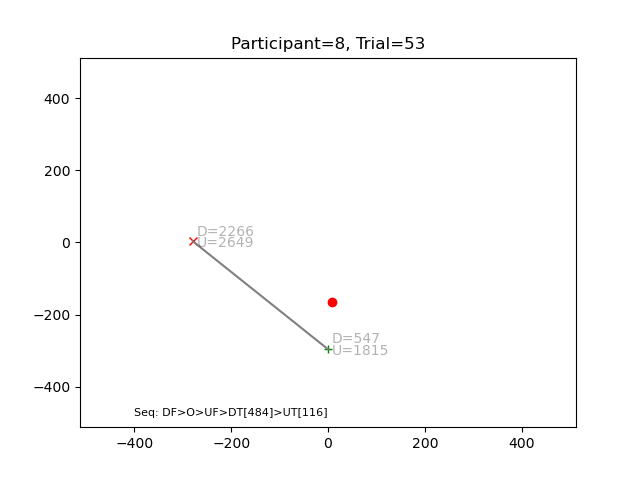 Participant=8, Trial=53
400
200
0
−200
−400
D=2266
U=2649
D=547
U=1815
Seq: DF>O>UF>DT[484]>UT[116]
−400
−200
0
200
400